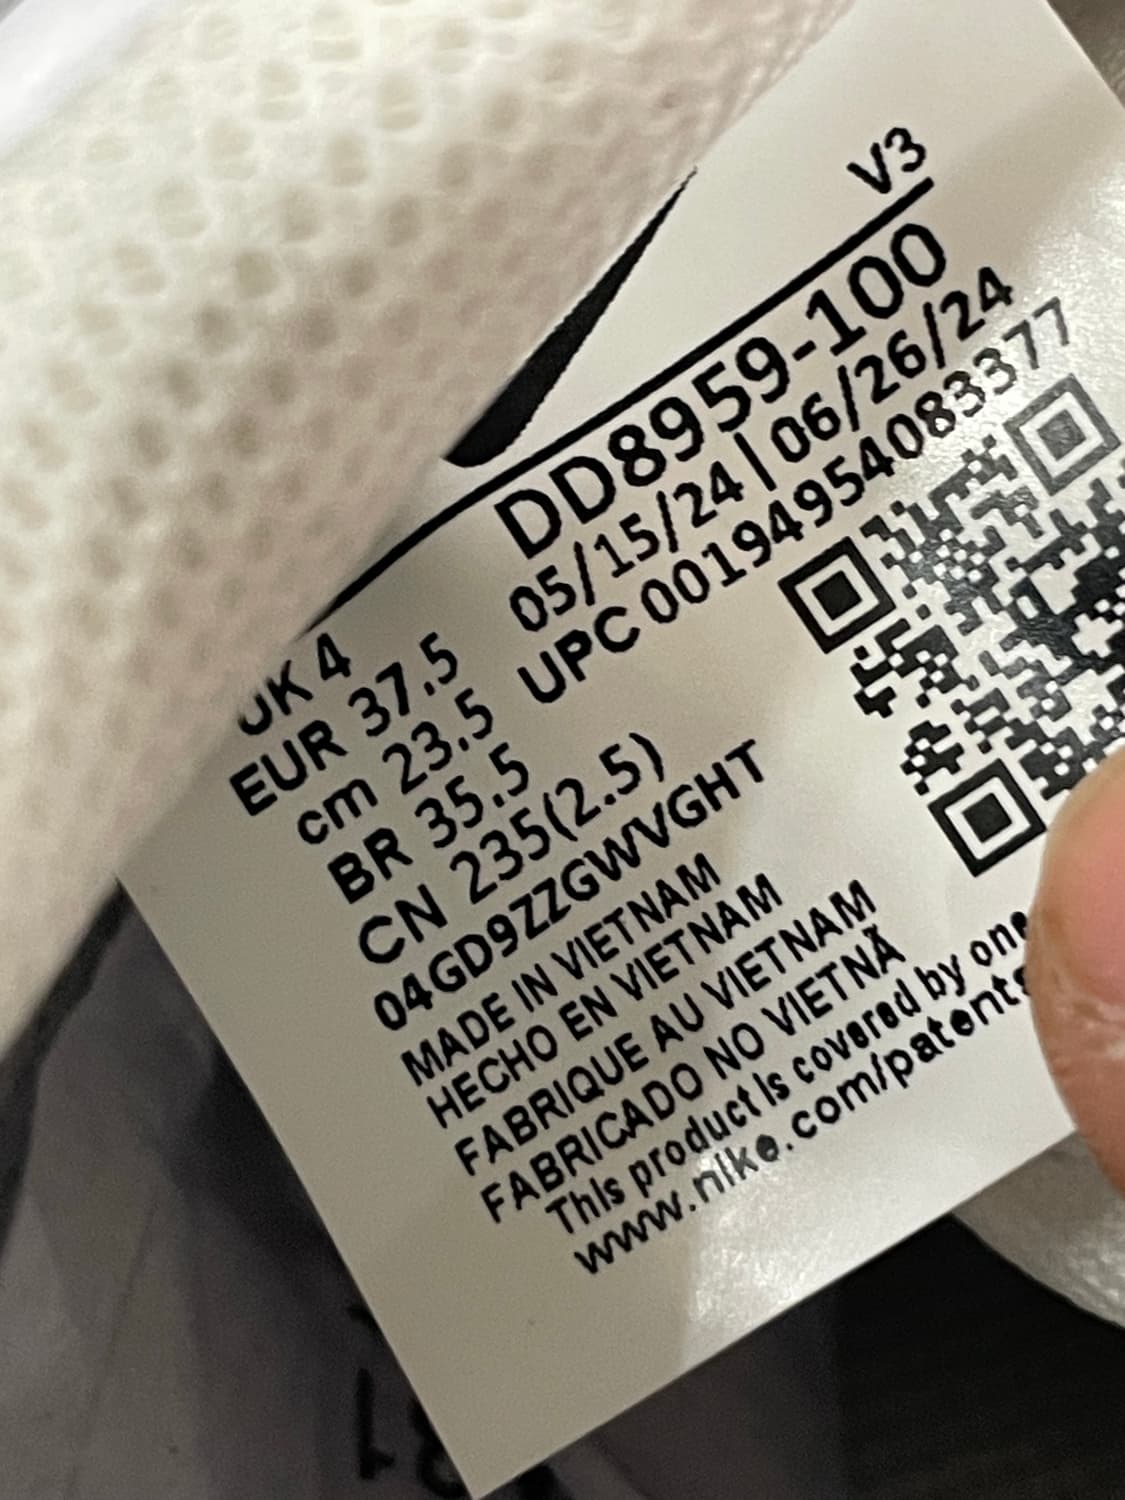 V3
DD8959-100
05/15/24 | 06/26/24
UPC 00194954083377
UK 4
EUR 37.5
cm 23.5
BR 35.5
CN 235(2.5)
04GD9ZZGWVGHT
MADE IN VIETNAM
HECHO EN VIETNAM
FABRIQUE AU VIETNAM
FABRICADO NO VIETNÃ
This product is covered by one
www.nike.com/patents